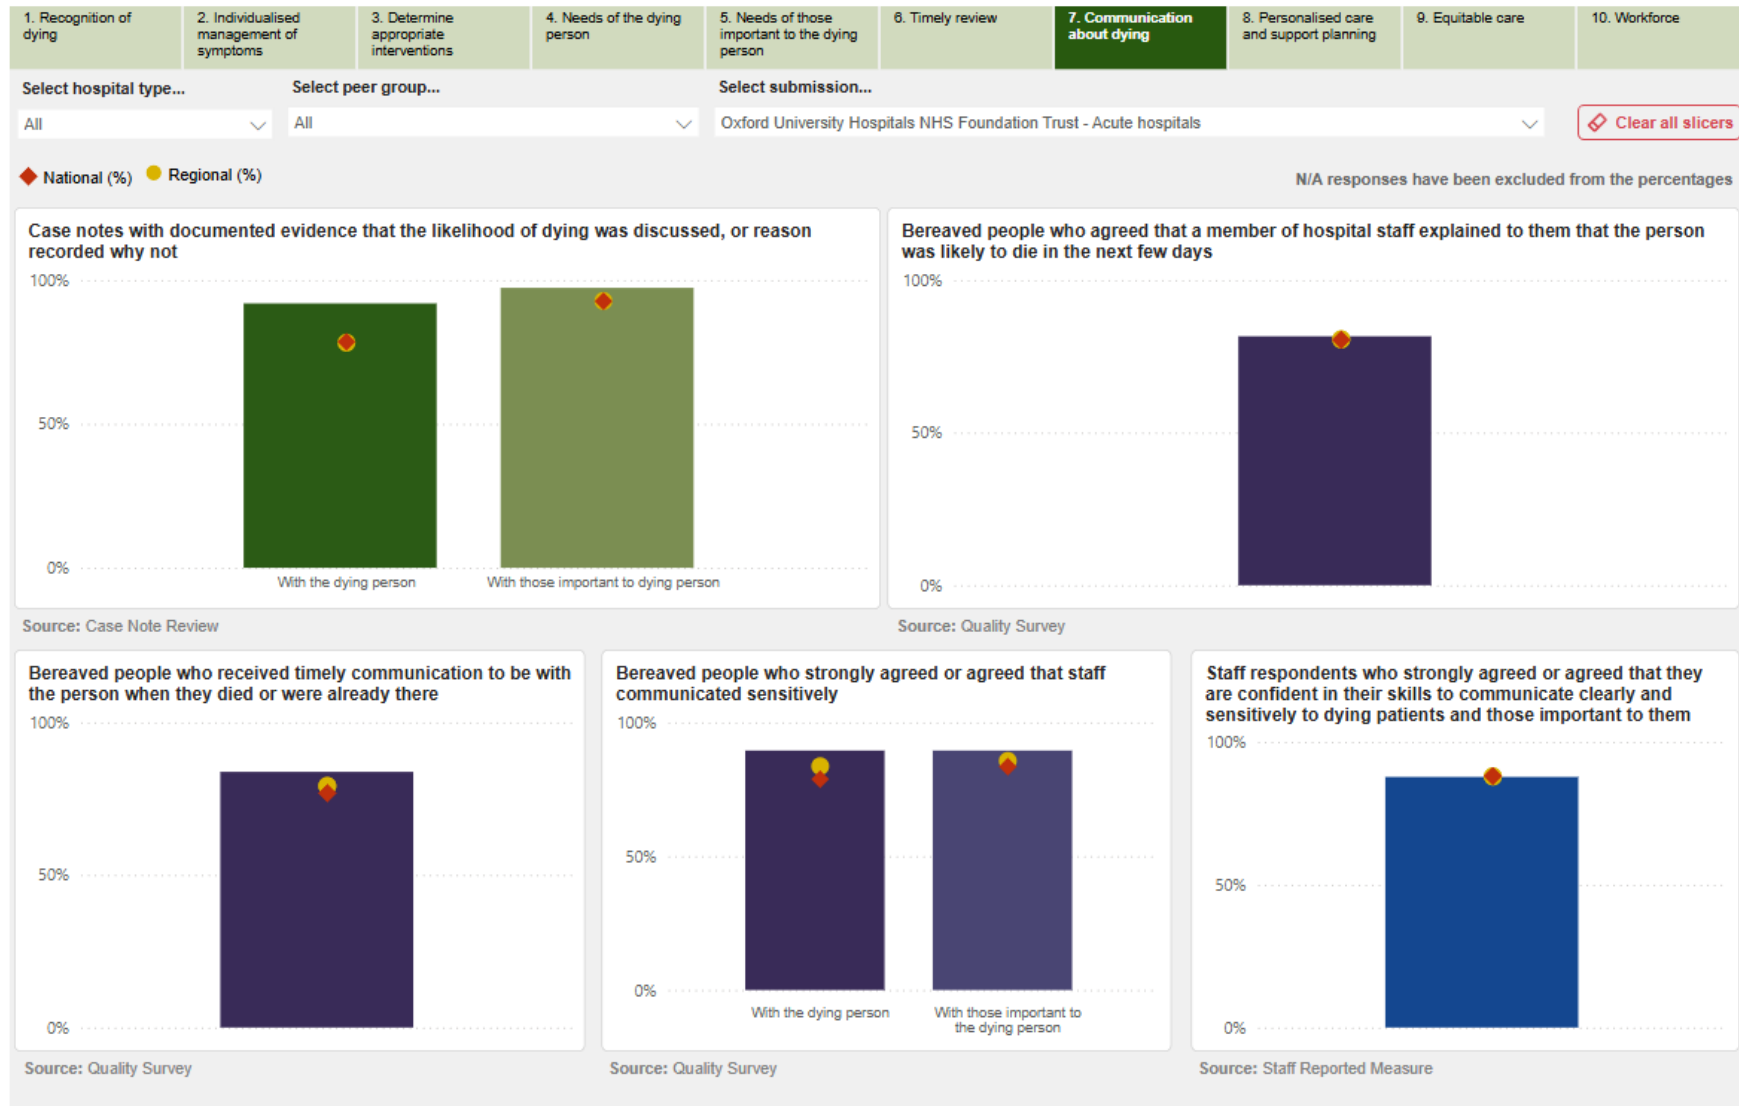 1. Recognition of
dying
2. Individualised
management of
symptoms
3. Determine
appropriate
interventions
4. Needs of the dying
person
5. Needs of those
important to the dying
person
6. Timely review
7. Communication
about dying
8. Personalised care
and support planning
9. Equitable care
10. Workforce
Select hospital type...
Select peer group...
Select submission...
All
All
Oxford University Hospitals NHS Foundation Trust - Acute hospitals
Clear all slicers
National (%)
Regional (%)
N/A responses have been excluded from the percentages
Case notes with documented evidence that the likelihood of dying was discussed, or reason
recorded why not
100%
50%
0%
With the dying person
With those important to dying person
Source: Case Note Review
Bereaved people who agreed that a member of hospital staff explained to them that the person
was likely to die in the next few days
100%
50%
0%
Source: Quality Survey
Bereaved people who received timely communication to be with
the person when they died or were already there
100%
50%
0%
Source: Quality Survey
Bereaved people who strongly agreed or agreed that staff
communicated sensitively
100%
50%
0%
With the dying person
With those important to
the dying person
Source: Quality Survey
Staff respondents who strongly agreed or agreed that they
are confident in their skills to communicate clearly and
sensitively to dying patients and those important to them
100%
50%
0%
Source: Staff Reported Measure